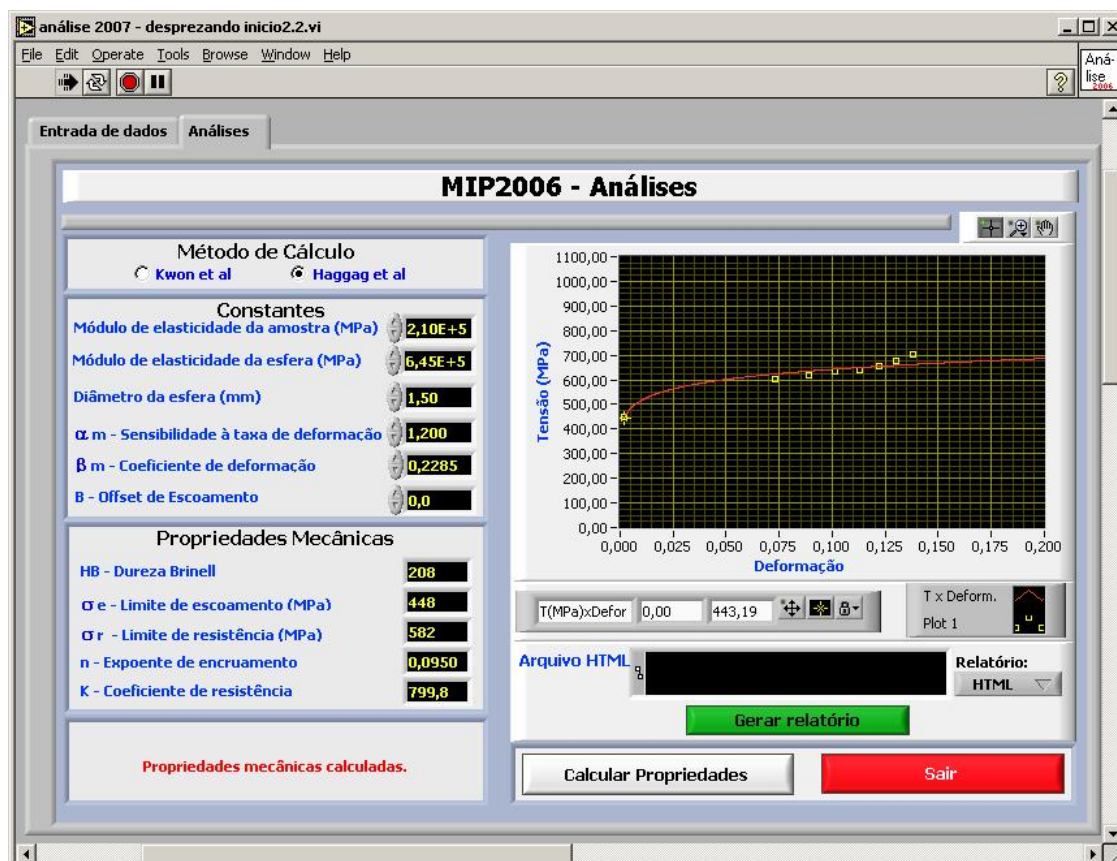 análise 2007 - desprezando inicio2.2.vi
File Edit Operate Tools Browse Window Help
Aná-
lise
2006
Entrada de dados Análises
MIP2006 - Análises
Método de Cálculo
Kwon et al Haggag et al
Constantes
Módulo de elasticidade da amostra (MPa) 2,10E+5
Módulo de elasticidade da esfera (MPa) 6,45E+5
Diâmetro da esfera (mm) 1,50
α m - Sensibilidade à taxa de deformação 1,200
β m - Coeficiente de deformação 0,2285
B - Offset de Escoamento 0,0
Propriedades Mecânicas
HB - Dureza Brinell 208
σ e - Limite de escoamento (MPa) 448
σ r - Limite de resistência (MPa) 582
n - Expoente de encruamento 0,0950
K - Coeficiente de resistência 799,8
Propriedades mecânicas calculadas.
Tensão (MPa)
1100,00
1000,00
900,00
800,00
700,00
600,00
500,00
400,00
300,00
200,00
100,00
0,00
0,000 0,025 0,050 0,075 0,100 0,125 0,150 0,175 0,200
Deformação
T(MPa)xDefor 0,00 443,19
T x Deform.
Plot 1
Arquivo HTML
Relatório:
HTML
Gerar relatório
Calcular Propriedades Sair